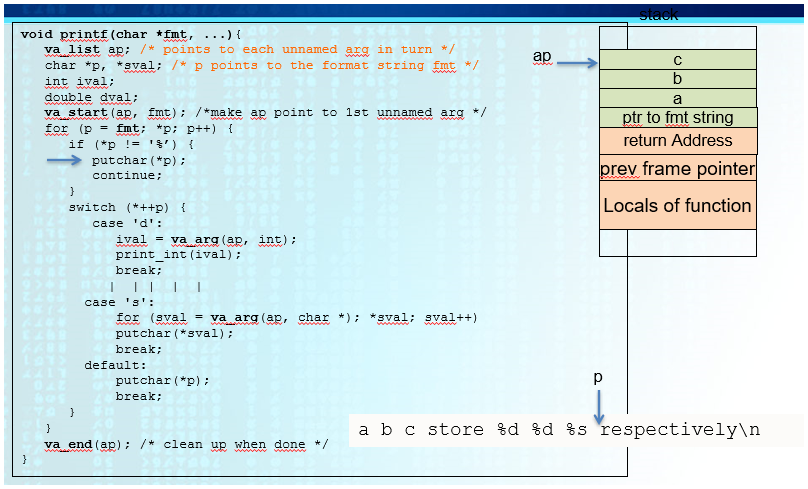 stack
void printf(char *fmt, ...){
va_list ap; /* points to each unnamed arg in turn */
char *p, *sval; /* p points to the format string fmt */
int ival;
double dval;
va_start(ap, fmt); /*make ap point to 1st unnamed arg */
for (p = fmt; *p; p++) {
if (*p != '%’) {
putchar(*p);
continue;
}
switch (*++p) {
case 'd':
ival = va_arg(ap, int);
print_int(ival);
break;
| | | | |
case 's':
for (sval = va_arg(ap, char *); *sval; sval++)
putchar(*sval);
break;
default:
putchar(*p);
break;
}
}
va_end(ap); /* clean up when done */
}
ap
c
b
a
ptr to fmt string
return Address
prev frame pointer
Locals of function
p
a b c store %d %d %s respectively\n